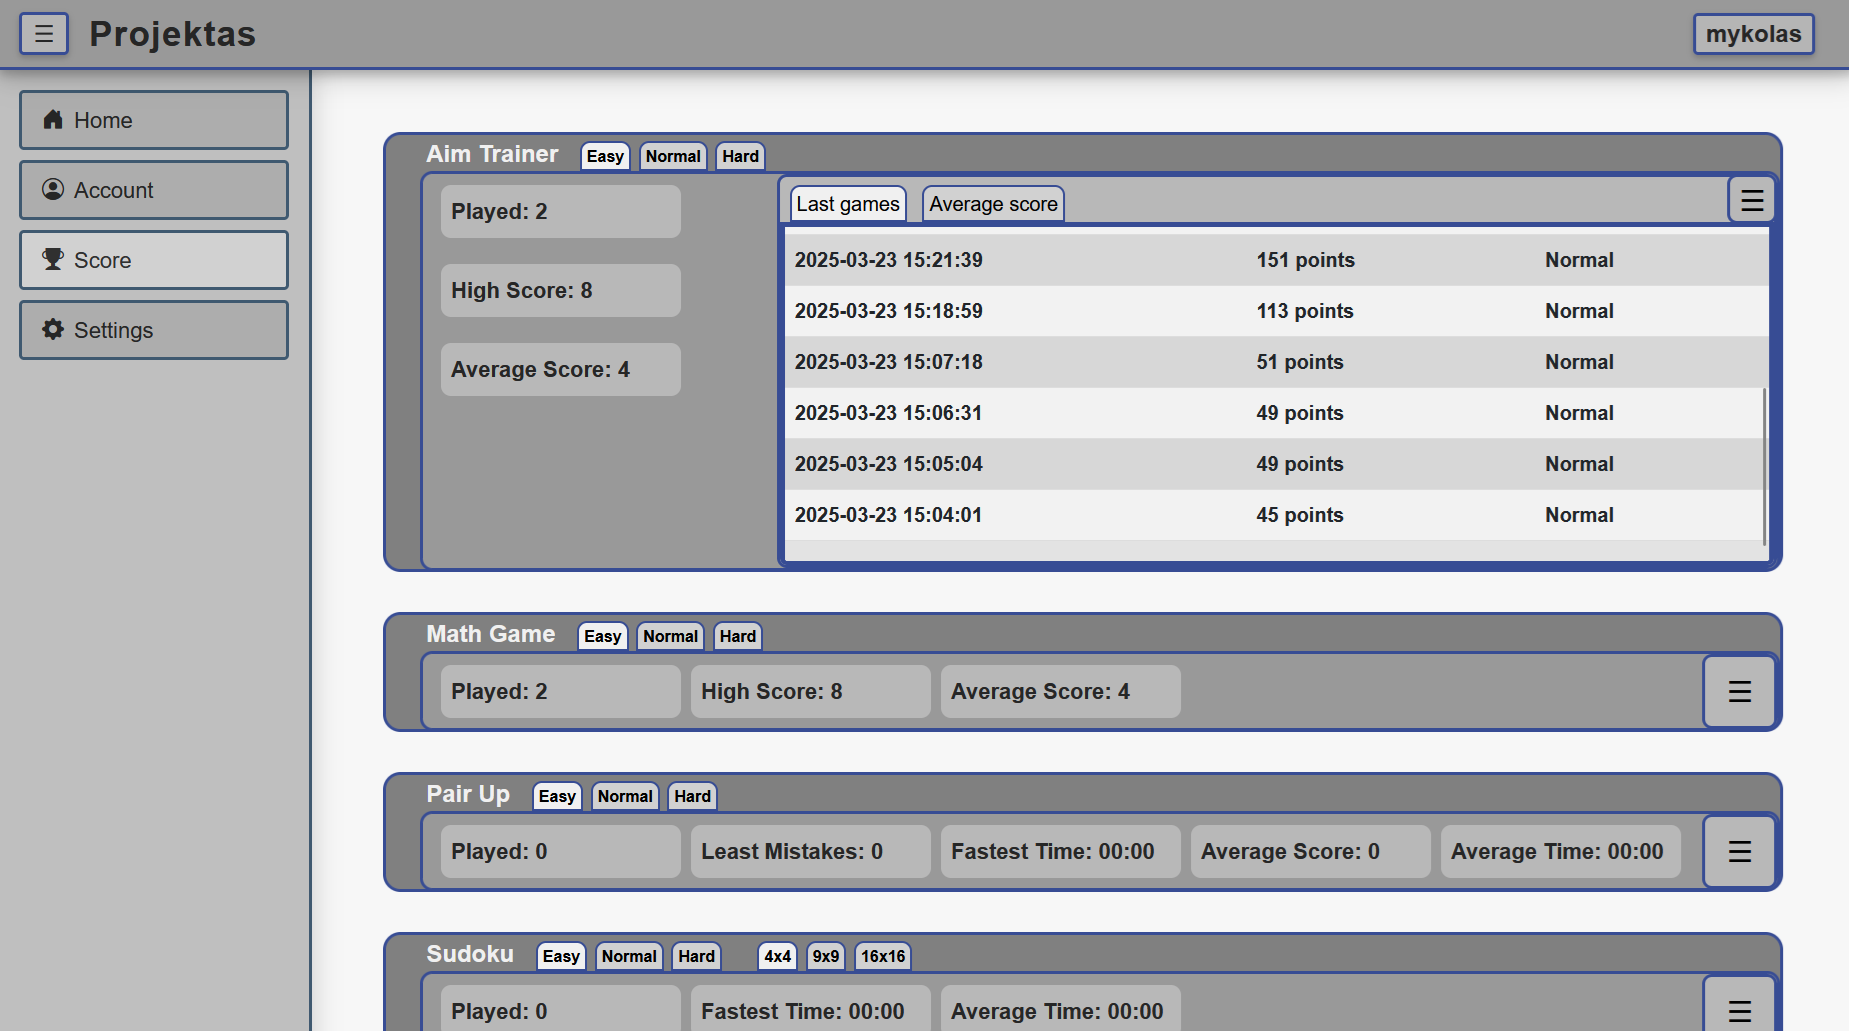 Projektas
mykolas
Home
Account
Score
Settings
Aim Trainer Easy Normal Hard
Played: 2
High Score: 8
Average Score: 4
Last games Average score
2025-03-23 15:21:39 151 points Normal
2025-03-23 15:18:59 113 points Normal
2025-03-23 15:07:18 51 points Normal
2025-03-23 15:06:31 49 points Normal
2025-03-23 15:05:04 49 points Normal
2025-03-23 15:04:01 45 points Normal
Math Game Easy Normal Hard
Played: 2 High Score: 8 Average Score: 4
Pair Up Easy Normal Hard
Played: 0 Least Mistakes: 0 Fastest Time: 00:00 Average Score: 0 Average Time: 00:00
Sudoku Easy Normal Hard 4x4 9x9 16x16
Played: 0 Fastest Time: 00:00 Average Time: 00:00